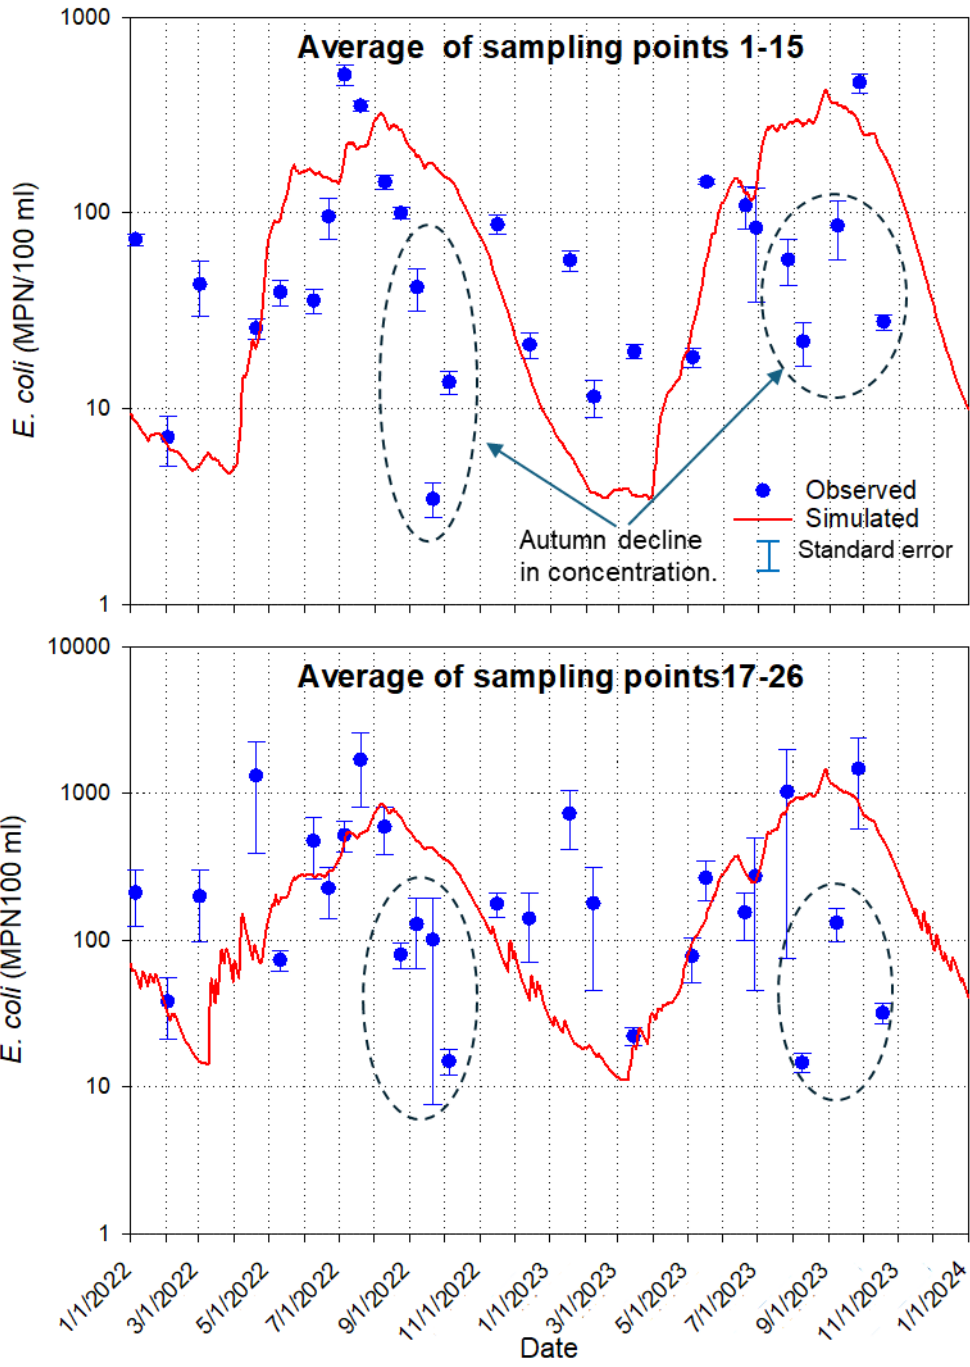 1000
Average of sampling points 1-15
100
10
1
E. coli (MPN/100 ml)
Observed
Simulated
Standard error
Autumn decline
in concentration.
10000
Average of sampling points17-26
1000
100
10
1
E. coli (MPN100 ml)
1/1/2022
3/1/2022
5/1/2022
7/1/2022
9/1/2022
11/1/2022
1/1/2023
3/1/2023
5/1/2023
7/1/2023
9/1/2023
11/1/2023
1/1/2024
Date